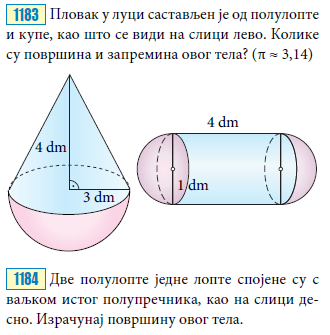 1183 Пловак у луци састављен је од полулопте
и купе, као што се види на слици лево. Колике
су површина и запремина овог тела? (π ≈ 3,14)
4 dm
3 dm
4 dm
1 dm
1184 Две полулопте једне лопте спојене су с
ваљком истог полупречника, као на слици де-
сно. Израчунај површину овог тела.